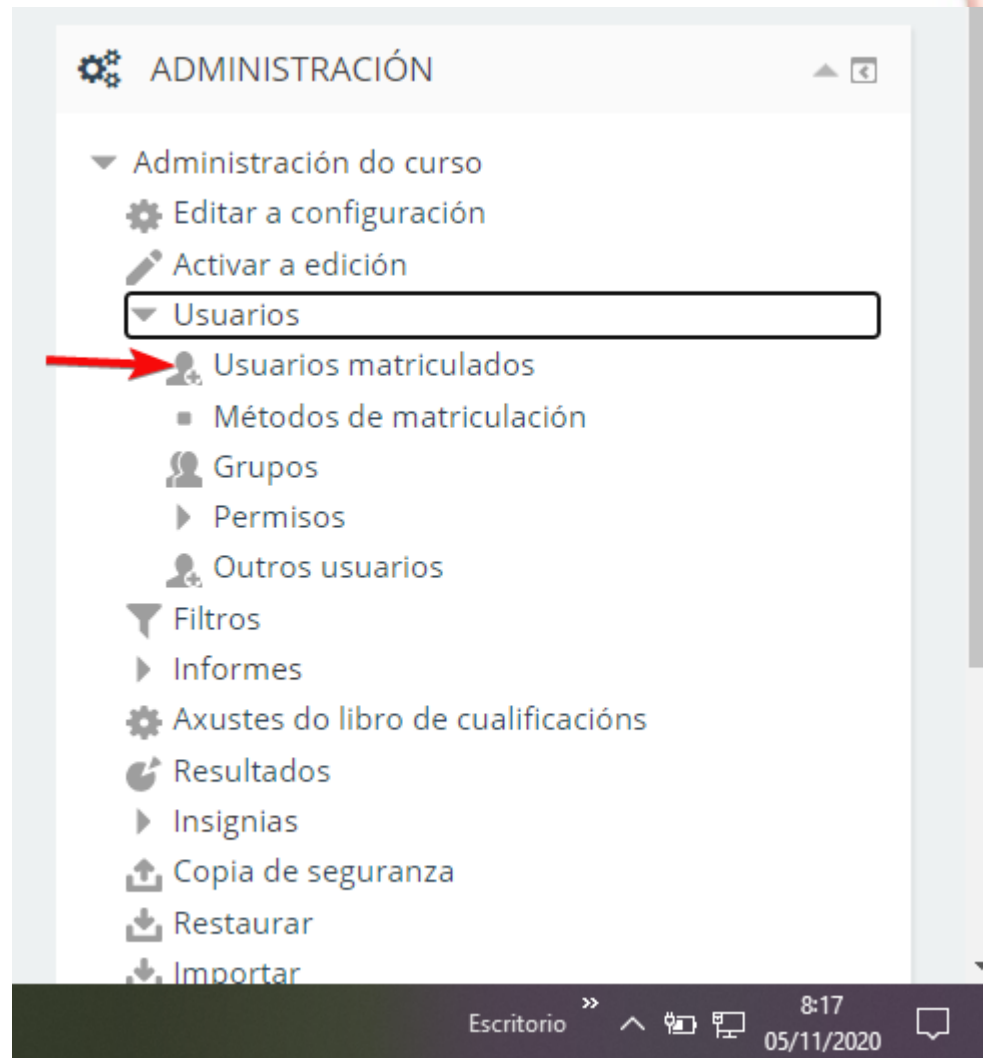 ADMINISTRACIÓN
Administración do curso
Editar a configuración
Activar a edición
Usuarios
Usuarios matriculados
Métodos de matriculación
Grupos
Permisos
Outros usuarios
Filtros
Informes
Axustes do libro de cualificacións
Resultados
Insignias
Copia de seguranza
Restaurar
Importar
Escritorio
8:17
05/11/2020